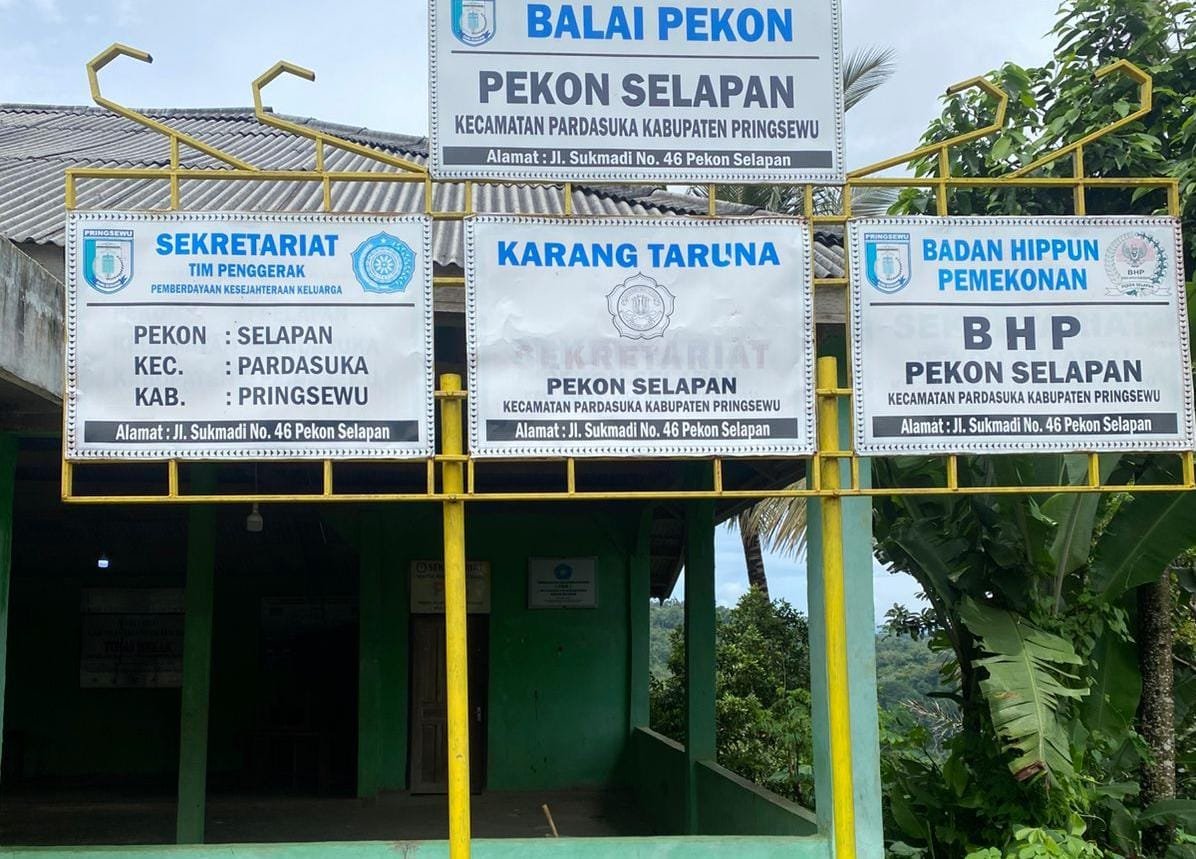 BALAI PEKON
PEKON SELAPAN
KECAMATAN PARDASUKA KABUPATEN PRINGSEWU
Alamat : Jl. Sukmadi No. 46 Pekon Selapan
PRINGSEWU
SEKRETARIAT
TIM PENGGERAK
PEMBERDAYAAN KESEJAHTERAAN KELUARGA
PEKON : SELAPAN
KEC. : PARDASUKA
KAB. : PRINGSEWU
Alamat : Jl. Sukmadi No. 46 Pekon Selapan
KARANG TARUNA
SEKRETARIAT
PEKON SELAPAN
KECAMATAN PARDASUKA KABUPATEN PRINGSEWU
Alamat : Jl. Sukmadi No. 46 Pekon Selapan
PRINGSEWU
BADAN HIPPUN
PEMEKONAN
BHP
BHP
PEKON SELAPAN
KECAMATAN PARDASUKA KABUPATEN PRINGSEWU
Alamat : Jl. Sukmadi No. 46 Pekon Selapan